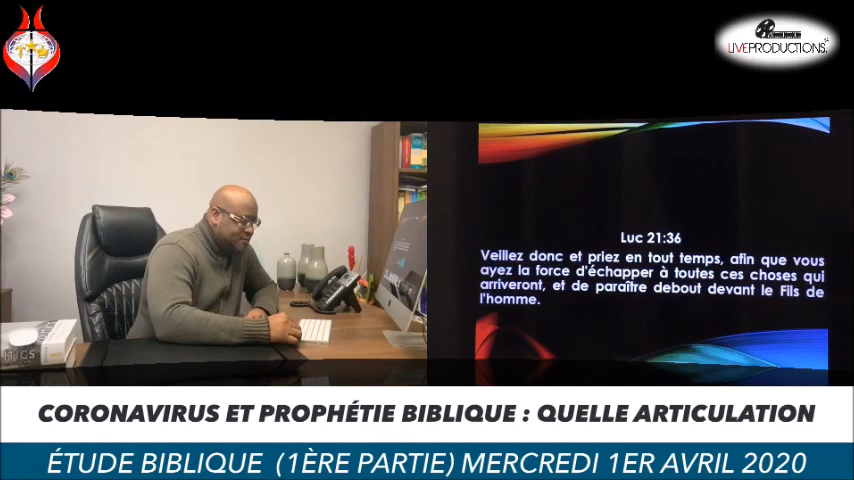 LIVEPRODUCTIONS
Luc 21:36
Veillez donc et priez en tout temps, afin que vous
ayez la force d'échapper à toutes ces choses qui
arriveront, et de paraître debout devant le Fils de
l'homme.
CORONAVIRUS ET PROPHÉTIE BIBLIQUE : QUELLE ARTICULATION
ÉTUDE BIBLIQUE (1ÈRE PARTIE) MERCREDI 1ER AVRIL 2020